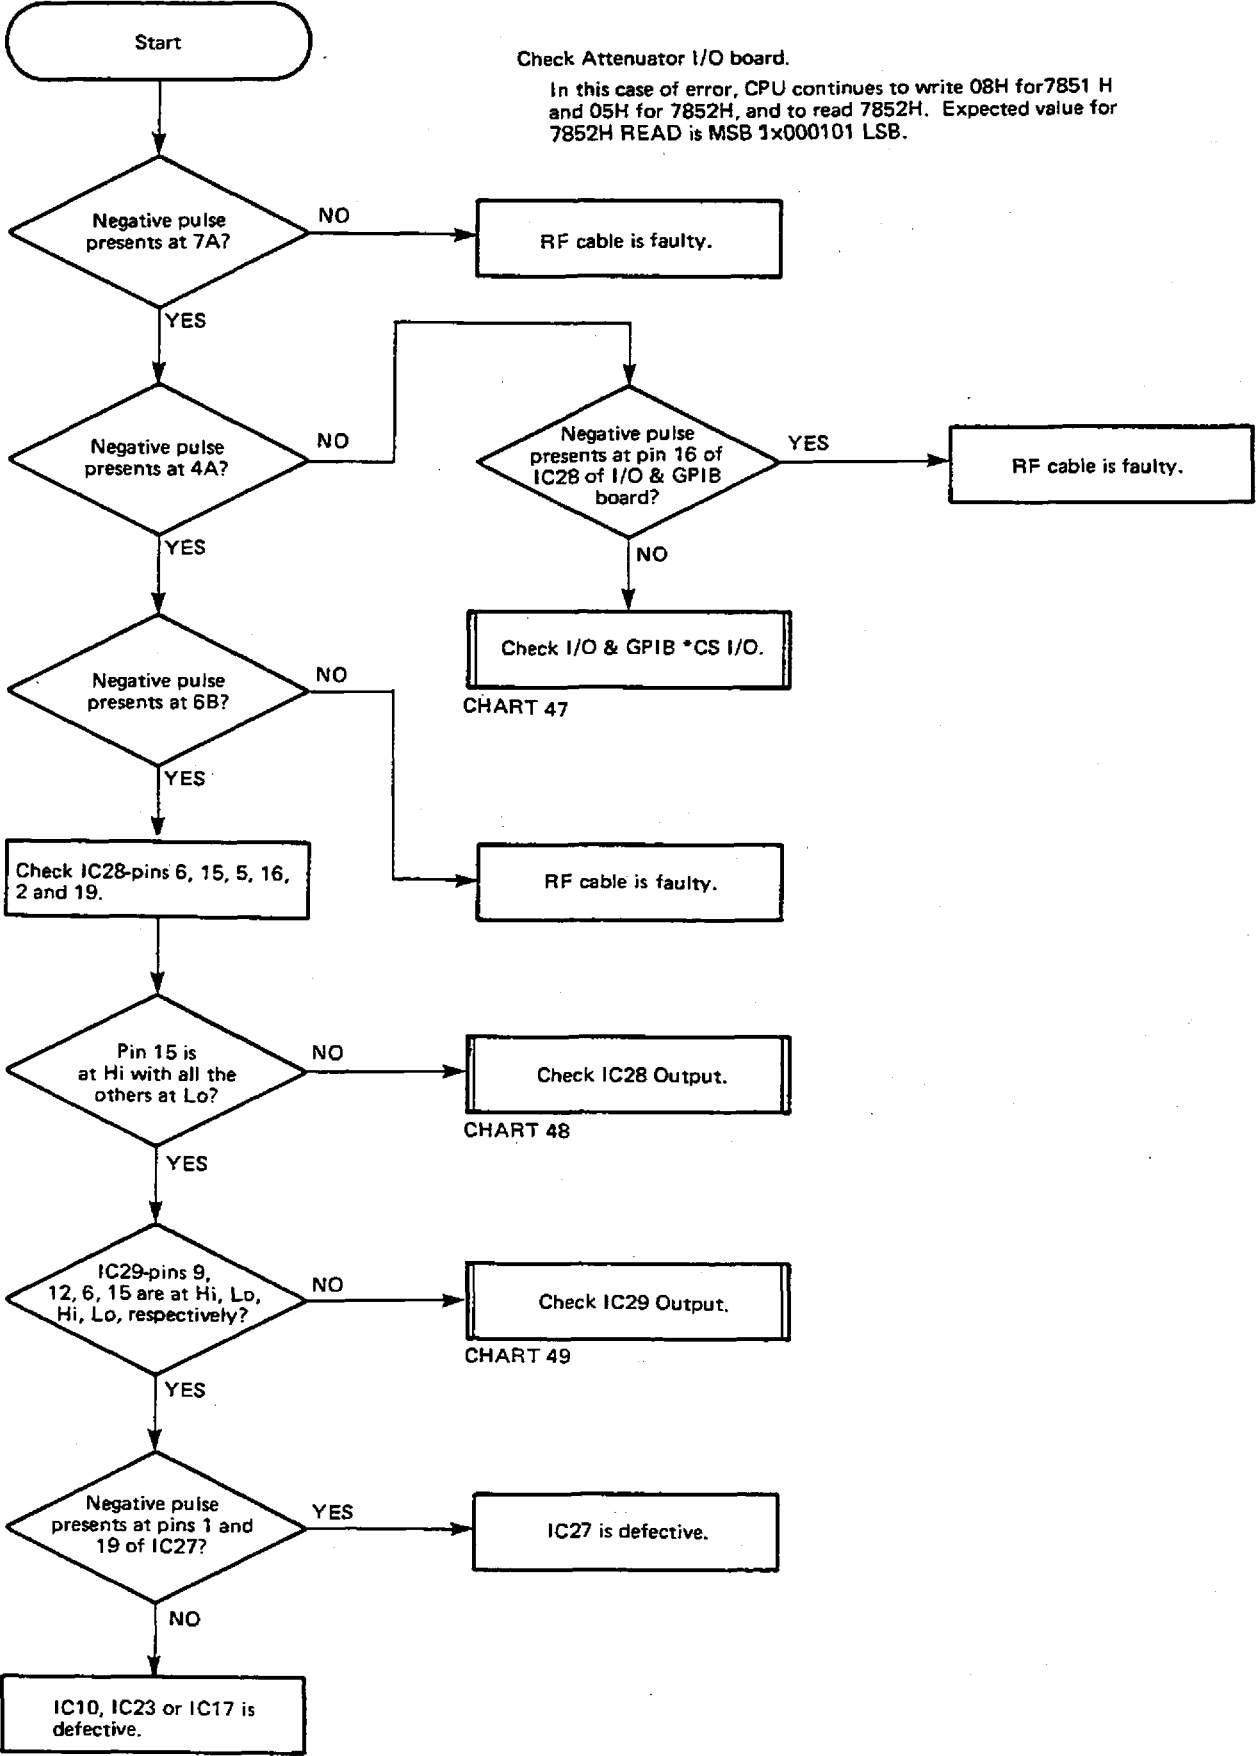 Start
Check Attenuator I/O board.
In this case of error, CPU continues to write 08H for7851 H
and 05H for 7852H, and to read 7852H. Expected value for
7852H READ is MSB 1x000101 LSB.
Negative pulse
presents at 7A?
NO
RF cable is faulty.
YES
Negative pulse
presents at 4A?
NO
Negative pulse
presents at pin 16 of
IC28 of I/O & GPIB
board?
YES
RF cable is faulty.
NO
Check I/O & GPIB *CS I/O.
CHART 47
YES
Negative pulse
presents at 6B?
NO
RF cable is faulty.
YES
Check IC28-pins 6, 15, 5, 16,
2 and 19.
Pin 15 is
at Hi with all the
others at Lo?
NO
Check IC28 Output.
CHART 48
YES
IC29-pins 9,
12, 6, 15 are at Hi, Lo,
Hi, Lo, respectively?
NO
Check IC29 Output.
CHART 49
YES
Negative pulse
presents at pins 1 and
19 of IC27?
YES
IC27 is defective.
NO
IC10, IC23 or IC17 is
defective.